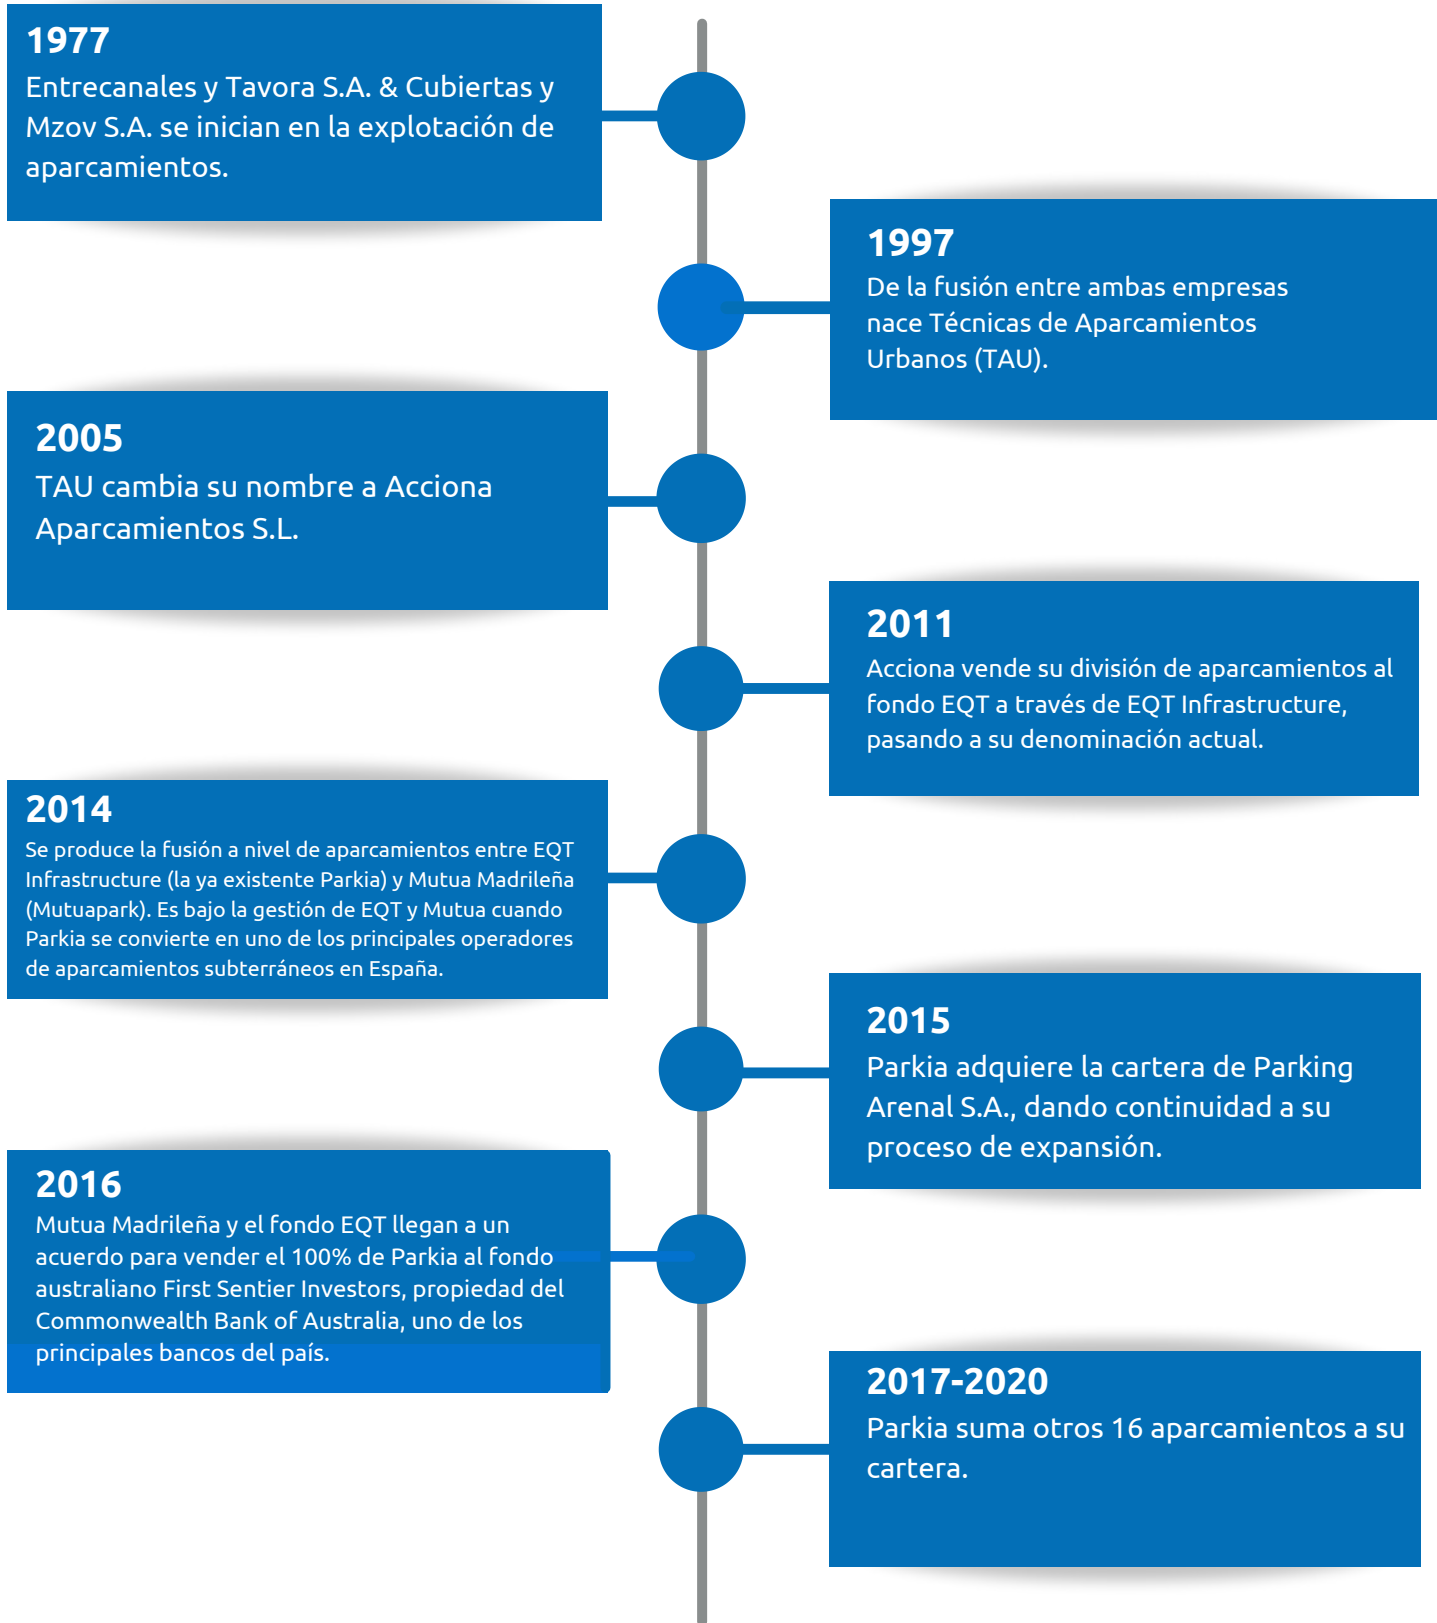 1977
Entrecanales y Tavora S.A. & Cubiertas y
Mzov S.A. se inician en la explotación de
aparcamientos.
1997
De la fusión entre ambas empresas
nace Técnicas de Aparcamientos
Urbanos (TAU).
2005
TAU cambia su nombre a Acciona
Aparcamientos S.L.
2011
Acciona vende su división de aparcamientos al
fondo EQT a través de EQT Infrastructure,
pasando a su denominación actual.
2014
Se produce la fusión a nivel de aparcamientos entre EQT
Infrastructure (la ya existente Parkia) y Mutua Madrileña
(Mutuapark). Es bajo la gestión de EQT y Mutua cuando
Parkia se convierte en uno de los principales operadores
de aparcamientos subterráneos en España.
2015
Parkia adquiere la cartera de Parking
Arenal S.A., dando continuidad a su
proceso de expansión.
2016
Mutua Madrileña y el fondo EQT llegan a un
acuerdo para vender el 100% de Parkia al fondo
australiano First Sentier Investors, propiedad del
Commonwealth Bank of Australia, uno de los
principales bancos del país.
2017-2020
Parkia suma otros 16 aparcamientos a su
cartera.